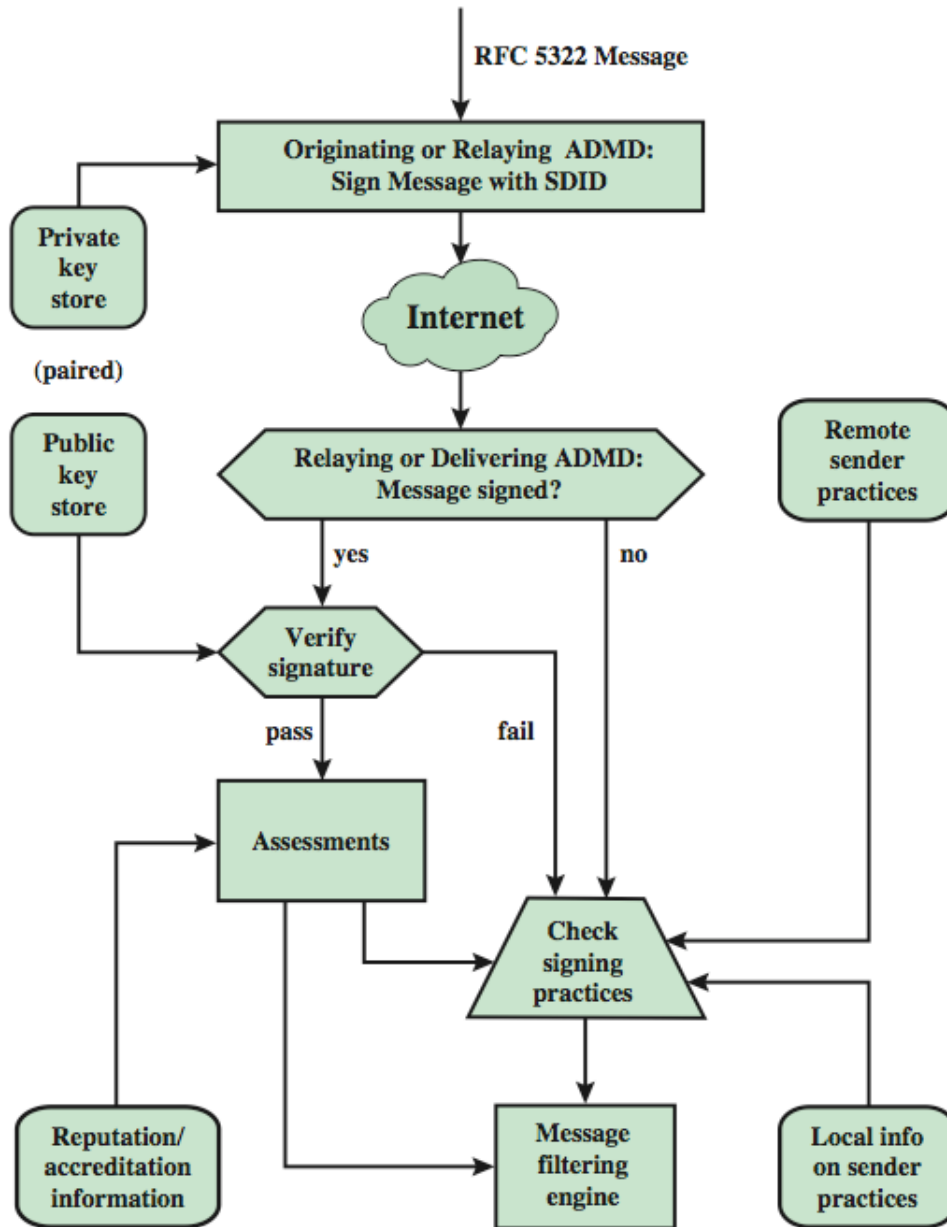 RFC 5322 Message
Originating or Relaying ADMD:
Sign Message with SDID
Private
key
store
Internet
(paired)
Public
key
store
Relaying or Delivering ADMD:
Message signed?
Remote
sender
practices
yes
no
Verify
signature
pass
fail
Assessments
Check
signing
practices
Reputation/
accreditation
information
Message
filtering
engine
Local info
on sender
practices